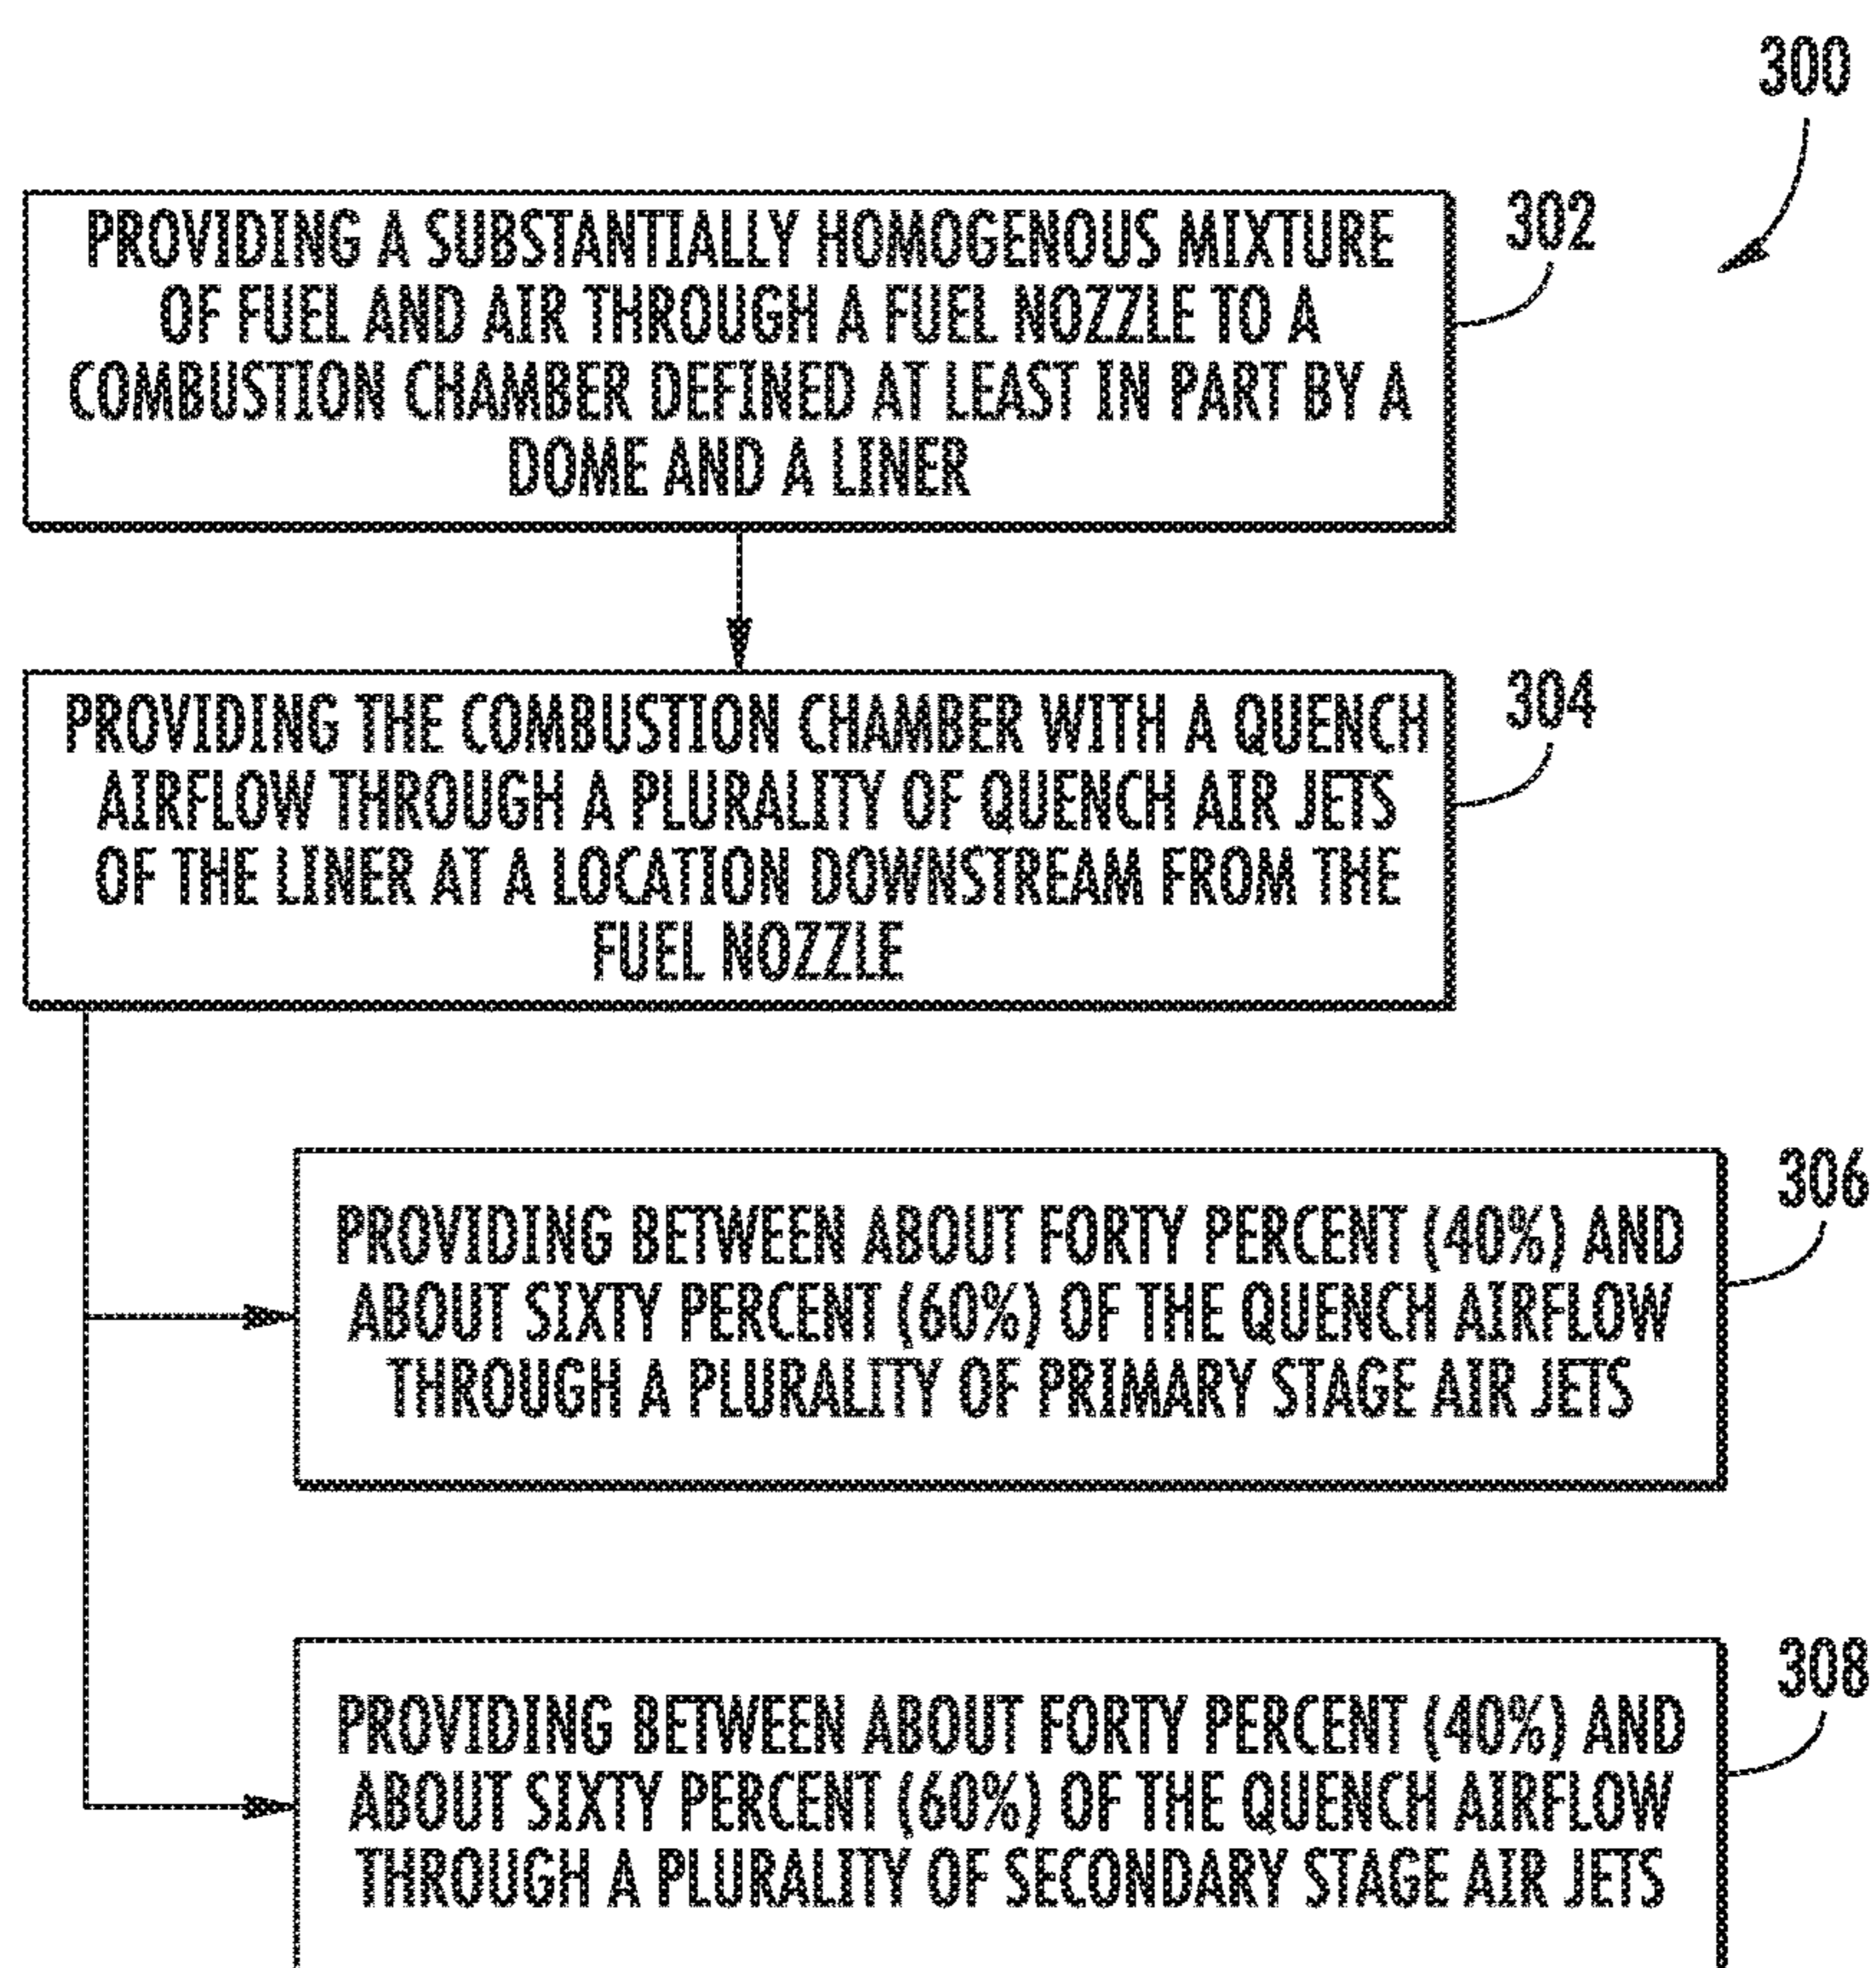 300
302
PROVIDING A SUBSTANTIALLY HOMOGENOUS MIXTURE
OF FUEL AND AIR THROUGH A FUEL NOZZLE TO A
COMBUSTION CHAMBER DEFINED AT LEAST IN PART BY A
DOME AND A LINER
304
PROVIDING THE COMBUSTION CHAMBER WITH A QUENCH
AIRFLOW THROUGH A PLURALITY OF QUENCH AIR JETS
OF THE LINER AT A LOCATION DOWNSTREAM FROM THE
FUEL NOZZLE
306
PROVIDING BETWEEN ABOUT FORTY PERCENT (40%) AND
ABOUT SIXTY PERCENT (60%) OF THE QUENCH AIRFLOW
THROUGH A PLURALITY OF PRIMARY STAGE AIR JETS
308
PROVIDING BETWEEN ABOUT FORTY PERCENT (40%) AND
ABOUT SIXTY PERCENT (60%) OF THE QUENCH AIRFLOW
THROUGH A PLURALITY OF SECONDARY STAGE AIR JETS